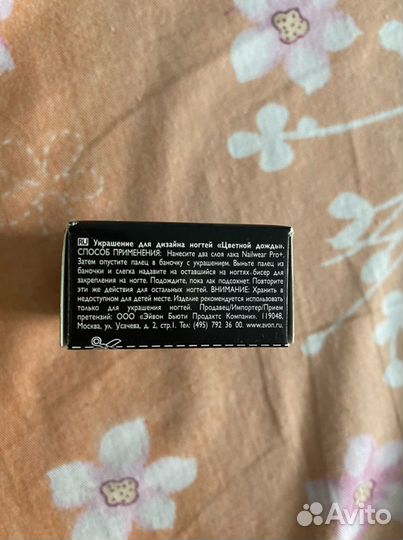 RU Украшение для дизайна ногтей «Цветной дождь».
СПОСОБ ПРИМЕНЕНИЯ: Нанесите два слоя лака Nailwear Pro+.
Затем опустите палец в баночку с украшением. Выньте палец из
баночки и слегка надавите на оставшийся на ногтях-бисер для
закрепления на ногте. Подождите, пока лак подсохнет. Повторите
эти же действия для остальных ногтей. ВНИМАНИЕ: Хранить в
недоступном для детей месте. Изделие рекомендуется использовать
только для украшения ногтей. Продавец/Импортер/Прием
претензий: ООО «Эйвон Бьюти Продактс Компани», 119048,
Москва, ул. Усачева, д. 2, стр.1. Тел: (495) 792 36 00. www.avon.ru
Avito